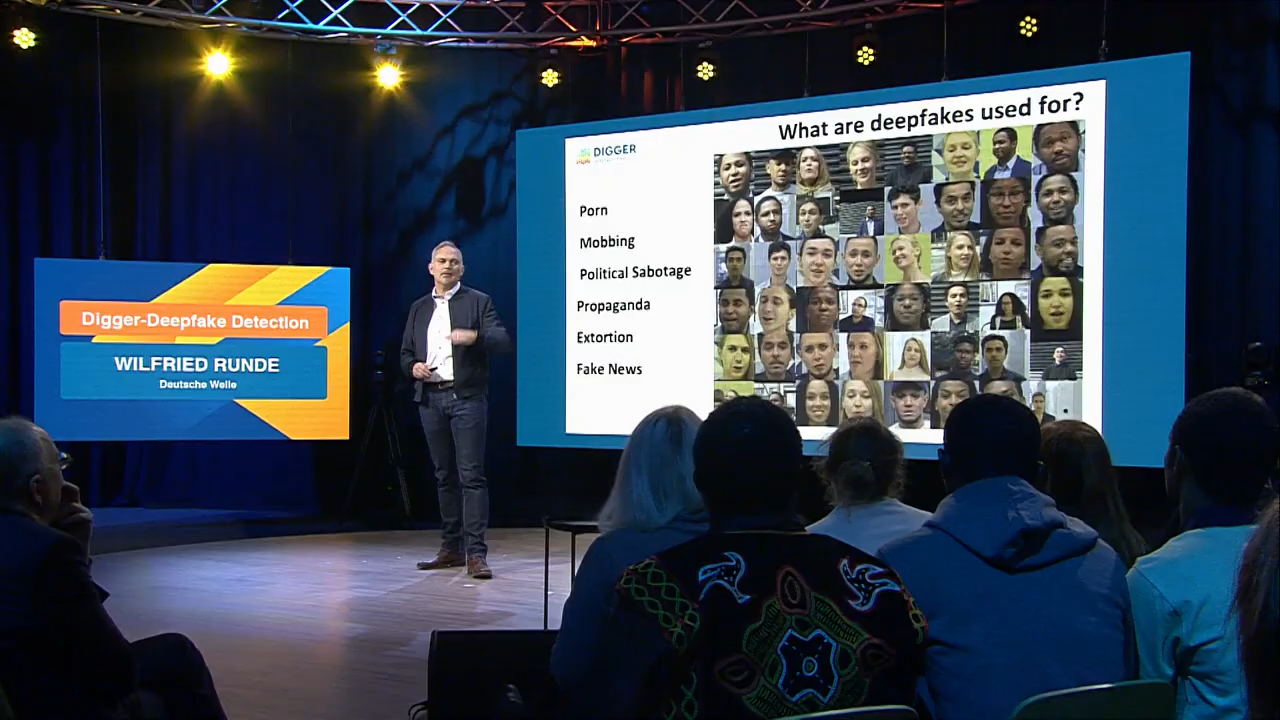 Digger-Deepfake Detection
WILFRIED RUNDE
Deutsche Welle
What are deepfakes used for?
DIGGER
Porn
Mobbing
Political Sabotage
Propaganda
Extortion
Fake News